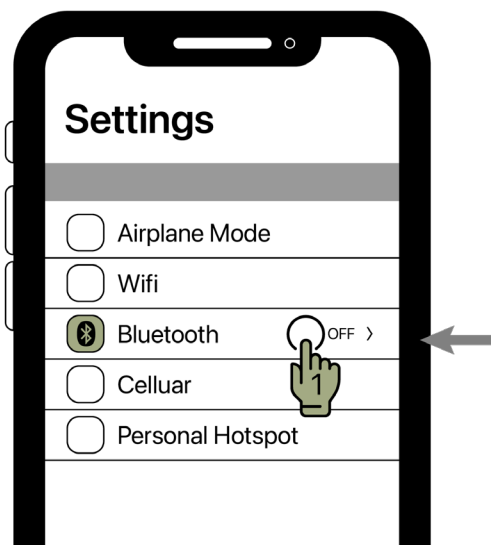 Settings
Airplane Mode
Wifi
Bluetooth OFF
1
Celluar
Personal Hotspot